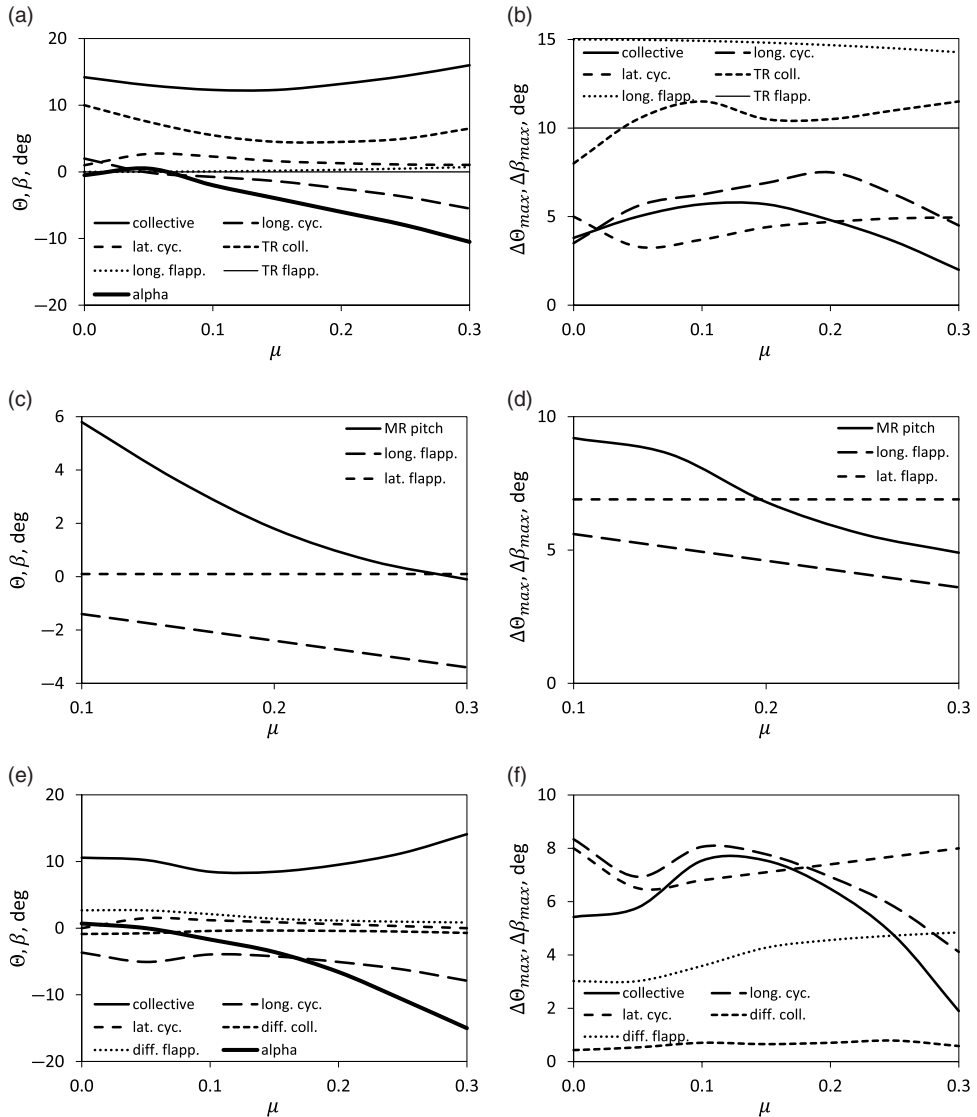 (a)
Θ, β, deg
20
10
0
−10
−20
collective
long. cyc.
lat. cyc.
TR coll.
long. flapp.
TR flapp.
alpha
0.0 0.1 0.2 0.3
μ
(b)
ΔΘmax, Δβmax, deg
15
10
5
0
collective
long. cyc.
lat. cyc.
TR coll.
long. flapp.
TR flapp.
0.0 0.1 0.2 0.3
μ
(c)
Θ, β, deg
6
4
2
0
−2
−4
MR pitch
long. flapp.
lat. flapp.
0.1 0.2 0.3
μ
(d)
ΔΘmax, Δβmax, deg
10
5
0
MR pitch
long. flapp.
lat. flapp.
0.1 0.2 0.3
μ
(e)
Θ, β, deg
20
10
0
−10
−20
collective
long. cyc.
lat. cyc.
diff. coll.
diff. flapp.
alpha
0.0 0.1 0.2 0.3
μ
(f)
ΔΘmax, Δβmax, deg
10
8
6
4
2
0
collective
long. cyc.
lat. cyc.
diff. coll.
diff. flapp.
0.0 0.1 0.2 0.3
μ